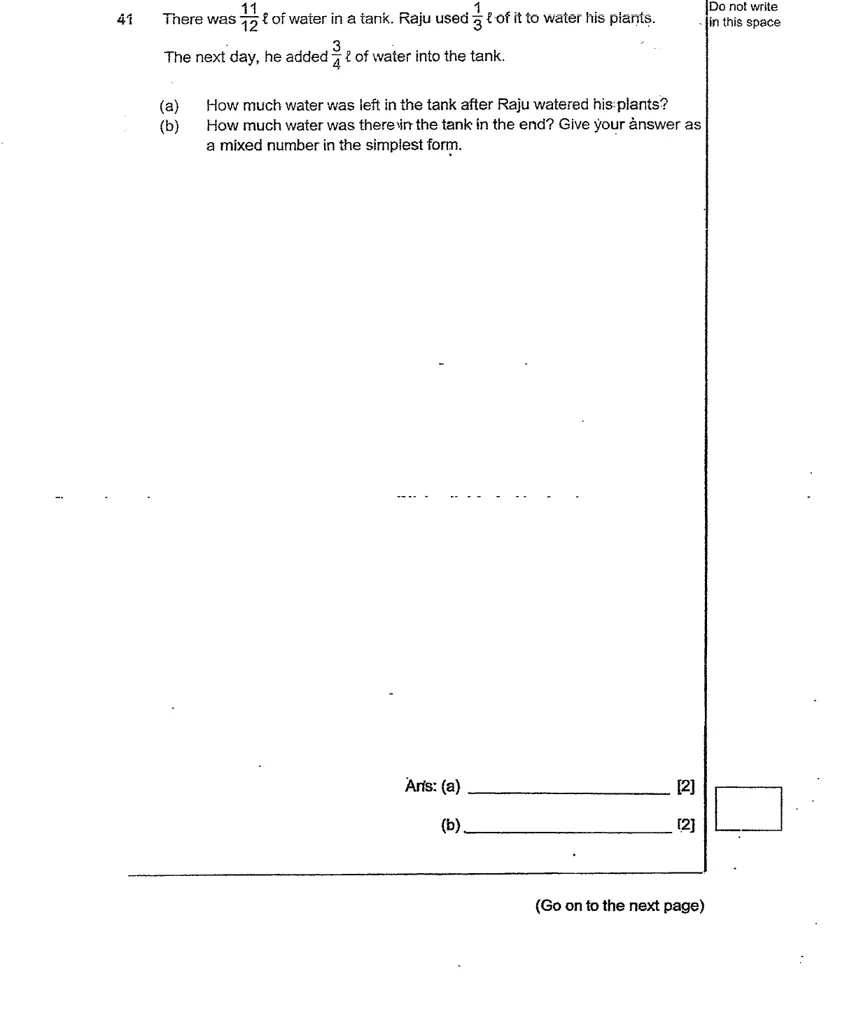 Do not write
in this space
41 There was 11/12 ℓ of water in a tank. Raju used 1/3 ℓ of it to water his plants.
The next day, he added 3/4 ℓ of water into the tank.
(a) How much water was left in the tank after Raju watered his plants?
(b) How much water was there in the tank in the end? Give your answer as
a mixed number in the simplest form.
Ans: (a) ____________________ [2]
(b) ____________________ [2]
(Go on to the next page)